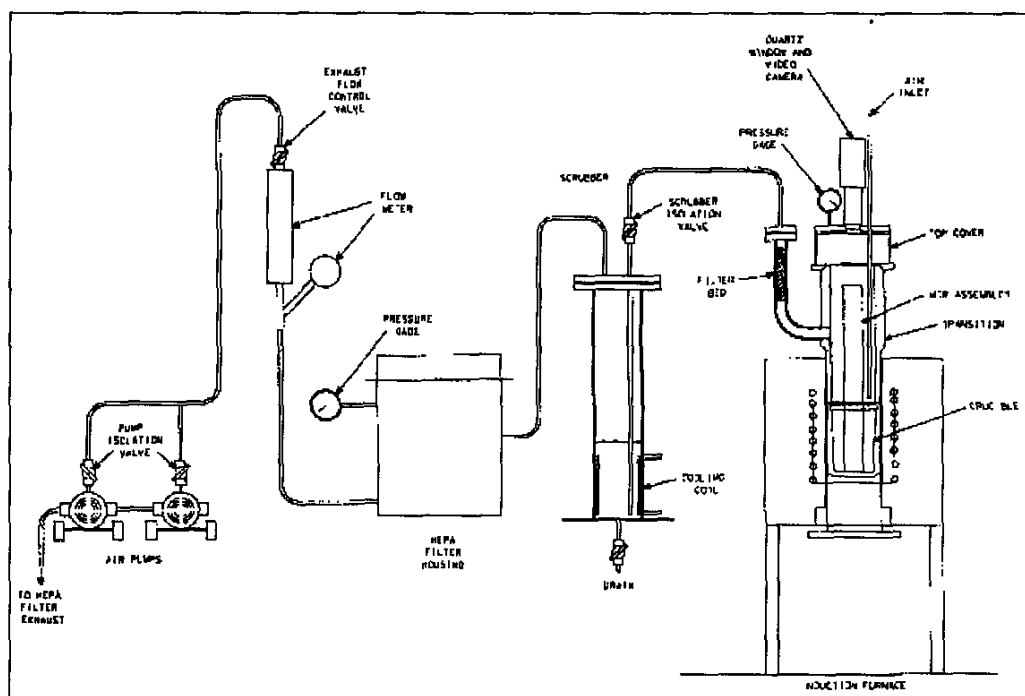 QUARTZ
WINDOW AND
VIDEO
CAMERA
AIR
INLET
EXHAUST
FLOW
CONTROL
VALVE
PRESSURE
GAGE
SCRUBBER
SCRUBBER
ISOLATION
VALVE
FLOW
METER
TOP COVER
FILTER
BED
MTR ASSEMBLY
TRANSITION
PRESSURE
GAGE
CRUCIBLE
PUMP
ISOLATION
VALVE
COOLING
COIL
HEPA
FILTER
HOUSING
AIR PUMPS
DRAIN
TO HEPA
FILTER
EXHAUST
INDUCTION FURNACE